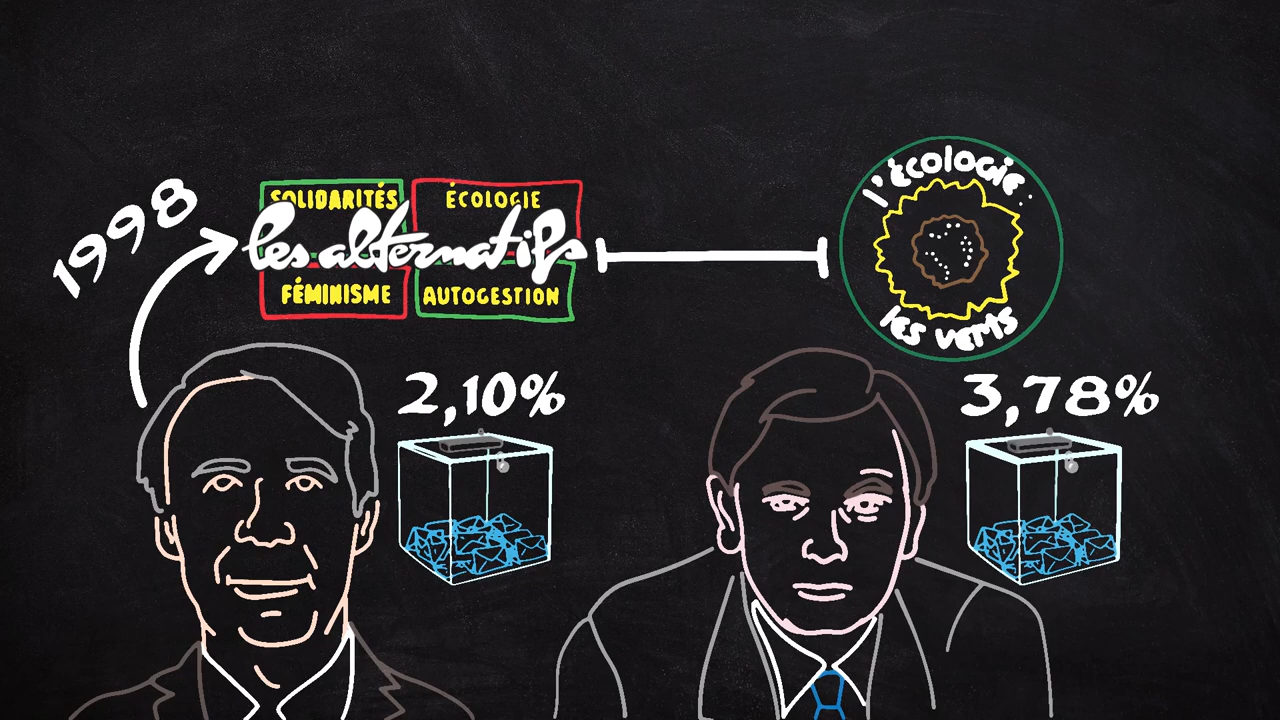 1998
SOLIDARITÉS
ÉCOLOGIE
les alternatifs
FÉMINISME
AUTOGESTION
l'écologie
les verts
2,10%
3,78%